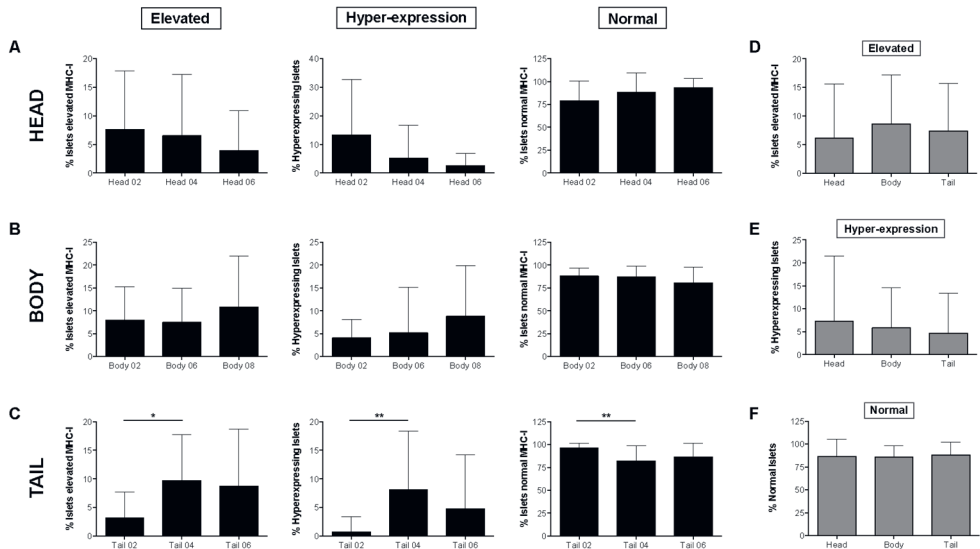 Elevated
Hyper-expression
Normal
A
HEAD
% Islets elevated MHC-I
20
15
10
5
0
Head 02 Head 04 Head 06
% Hyperexpressing Islets
40
30
20
10
0
Head 02 Head 04 Head 06
% Islets normal MHC-I
125
100
75
50
25
0
Head 02 Head 04 Head 06
D
Elevated
% Islets elevated MHC-I
20
15
10
5
0
Head Body Tail
B
BODY
% Islets elevated MHC-I
25
20
15
10
5
0
Body 02 Body 06 Body 08
% Hyperexpressing Islets
25
20
15
10
5
0
Body 02 Body 06 Body 08
% Islets normal MHC-I
125
100
75
50
25
0
Body 02 Body 06 Body 08
E
Hyper-expression
% Hyperexpressing Islets
25
20
15
10
5
0
Head Body Tail
C
TAIL
% Islets elevated MHC-I
20
15
10
5
0
*
Tail 02 Tail 04 Tail 06
% Hyperexpressing Islets
20
15
10
5
0
**
Tail 02 Tail 04 Tail 06
% Islets normal MHC-I
125
100
75
50
25
0
**
Tail 02 Tail 04 Tail 06
F
Normal
% Normal Islets
125
100
75
50
25
0
Head Body Tail